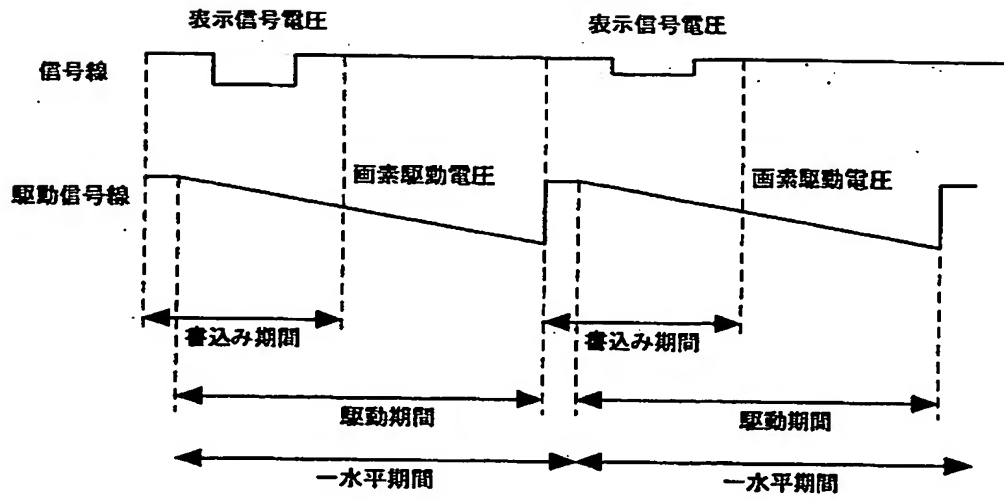 表示信号電圧
表示信号電圧
信号線
駆動信号線
画素駆動電圧
画素駆動電圧
書込み期間
書込み期間
駆動期間
駆動期間
一水平期間
一水平期間